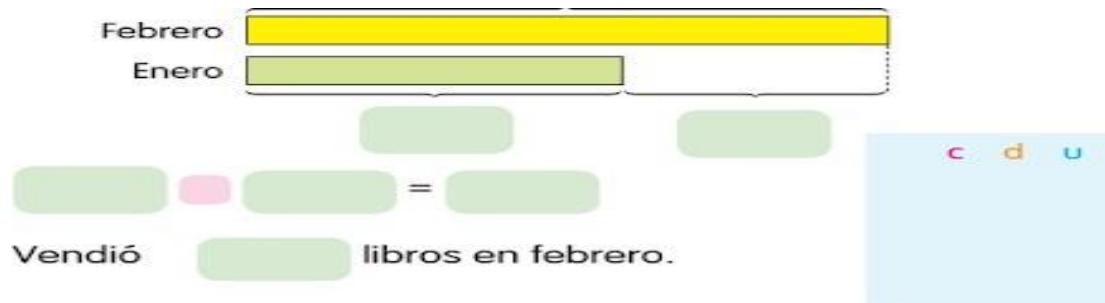 Febrero
Enero
c d u
=
Vendió libros en febrero.